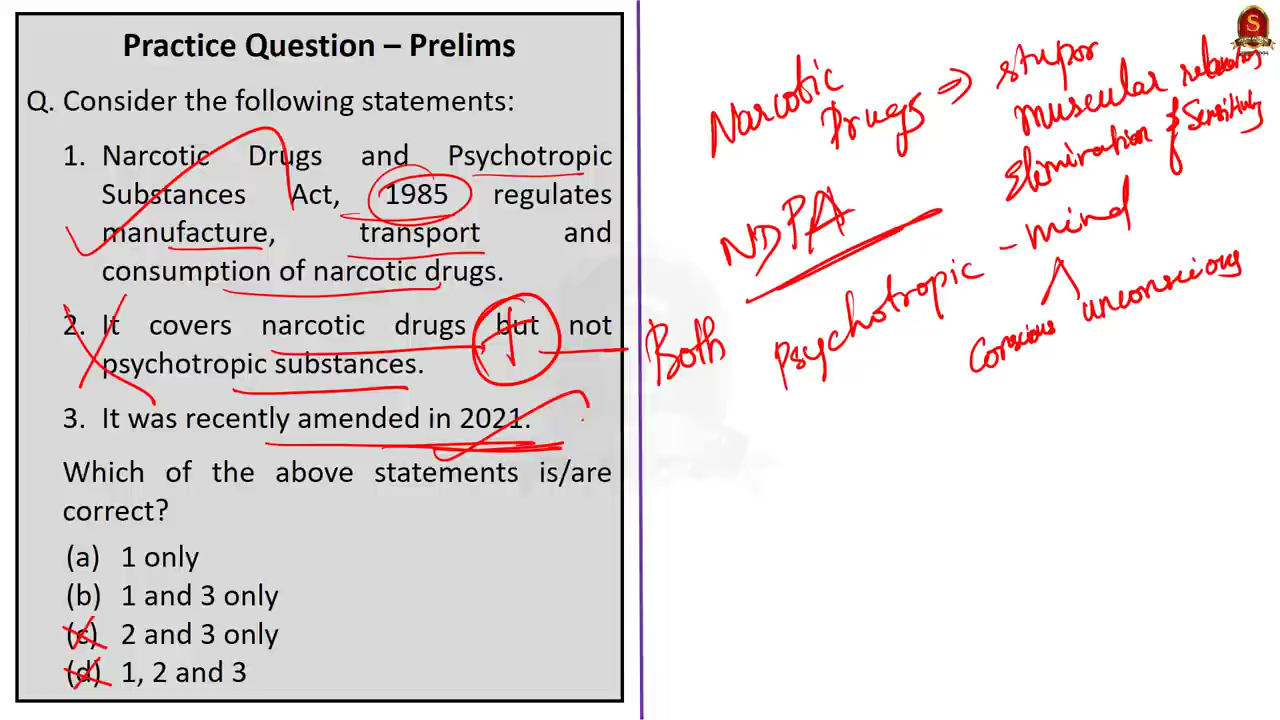 Practice Question – Prelims
Q. Consider the following statements:
1. Narcotic Drugs and Psychotropic
Substances Act, 1985 regulates
manufacture, transport and
consumption of narcotic drugs.
2. It covers narcotic drugs but not
psychotropic substances.
3. It was recently amended in 2021.
Which of the above statements is/are
correct?
(a) 1 only
(b) 1 and 3 only
(c) 2 and 3 only
(d) 1, 2 and 3
Narcotic
Drugs => stupor
muscular relaxation
Elimination of sensitivity
NDPA
Psychotropic - mind
Conscious unconscious
Both
S